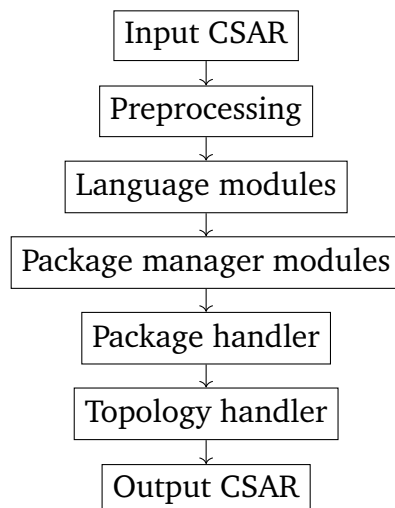 Input CSAR
Preprocessing
Language modules
Package manager modules
Package handler
Topology handler
Output CSAR